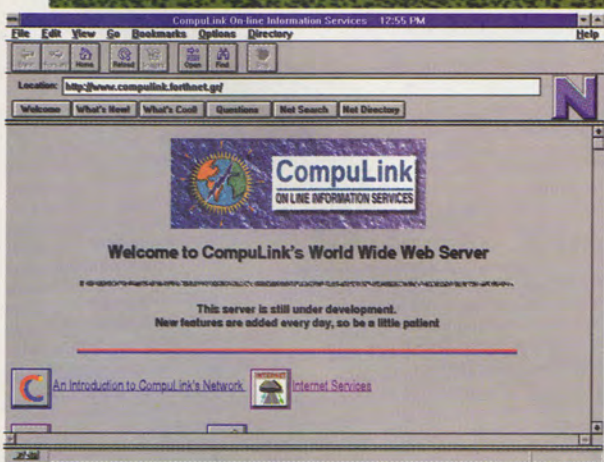 CompuLink On-line Information Services 12:55 PM
File Edit View Go Bookmarks Options Directory Help
Home Reload Open Find Stop
Location: http://www.compulink.forthnet.gr/
Welcome What's New! What's Cool! Questions Net Search Net Directory
N
CompuLink
ON LINE INFORMATION SERVICES
Welcome to CompuLink's World Wide Web Server
This server is still under development.
New features are added every day, so be a little patient
C An Introduction to CompuLink's Network INTERNET Internet Services